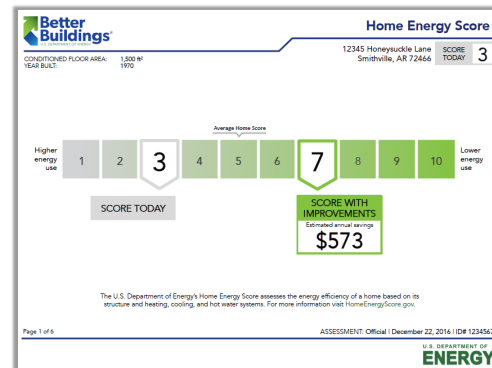 Better
Buildings®
U.S. DEPARTMENT OF ENERGY
Home Energy Score
12345 Honeysuckle Lane
Smithville, AR 72466
SCORE
TODAY
3
CONDITIONED FLOOR AREA: 1,500 ft²
YEAR BUILT: 1970
Average Home Score
Higher
energy
use
1 2 3 4 5 6 7 8 9 10
Lower
energy
use
SCORE TODAY
SCORE WITH
IMPROVEMENTS
Estimated annual savings
$573
The U.S. Department of Energy's Home Energy Score assesses the energy efficiency of a home based on its
structure and heating, cooling, and hot water systems. For more information visit HomeEnergyScore.gov.
Page 1 of 6
ASSESSMENT: Official | December 22, 2016 | ID# 1234567
U.S. DEPARTMENT OF
ENERGY